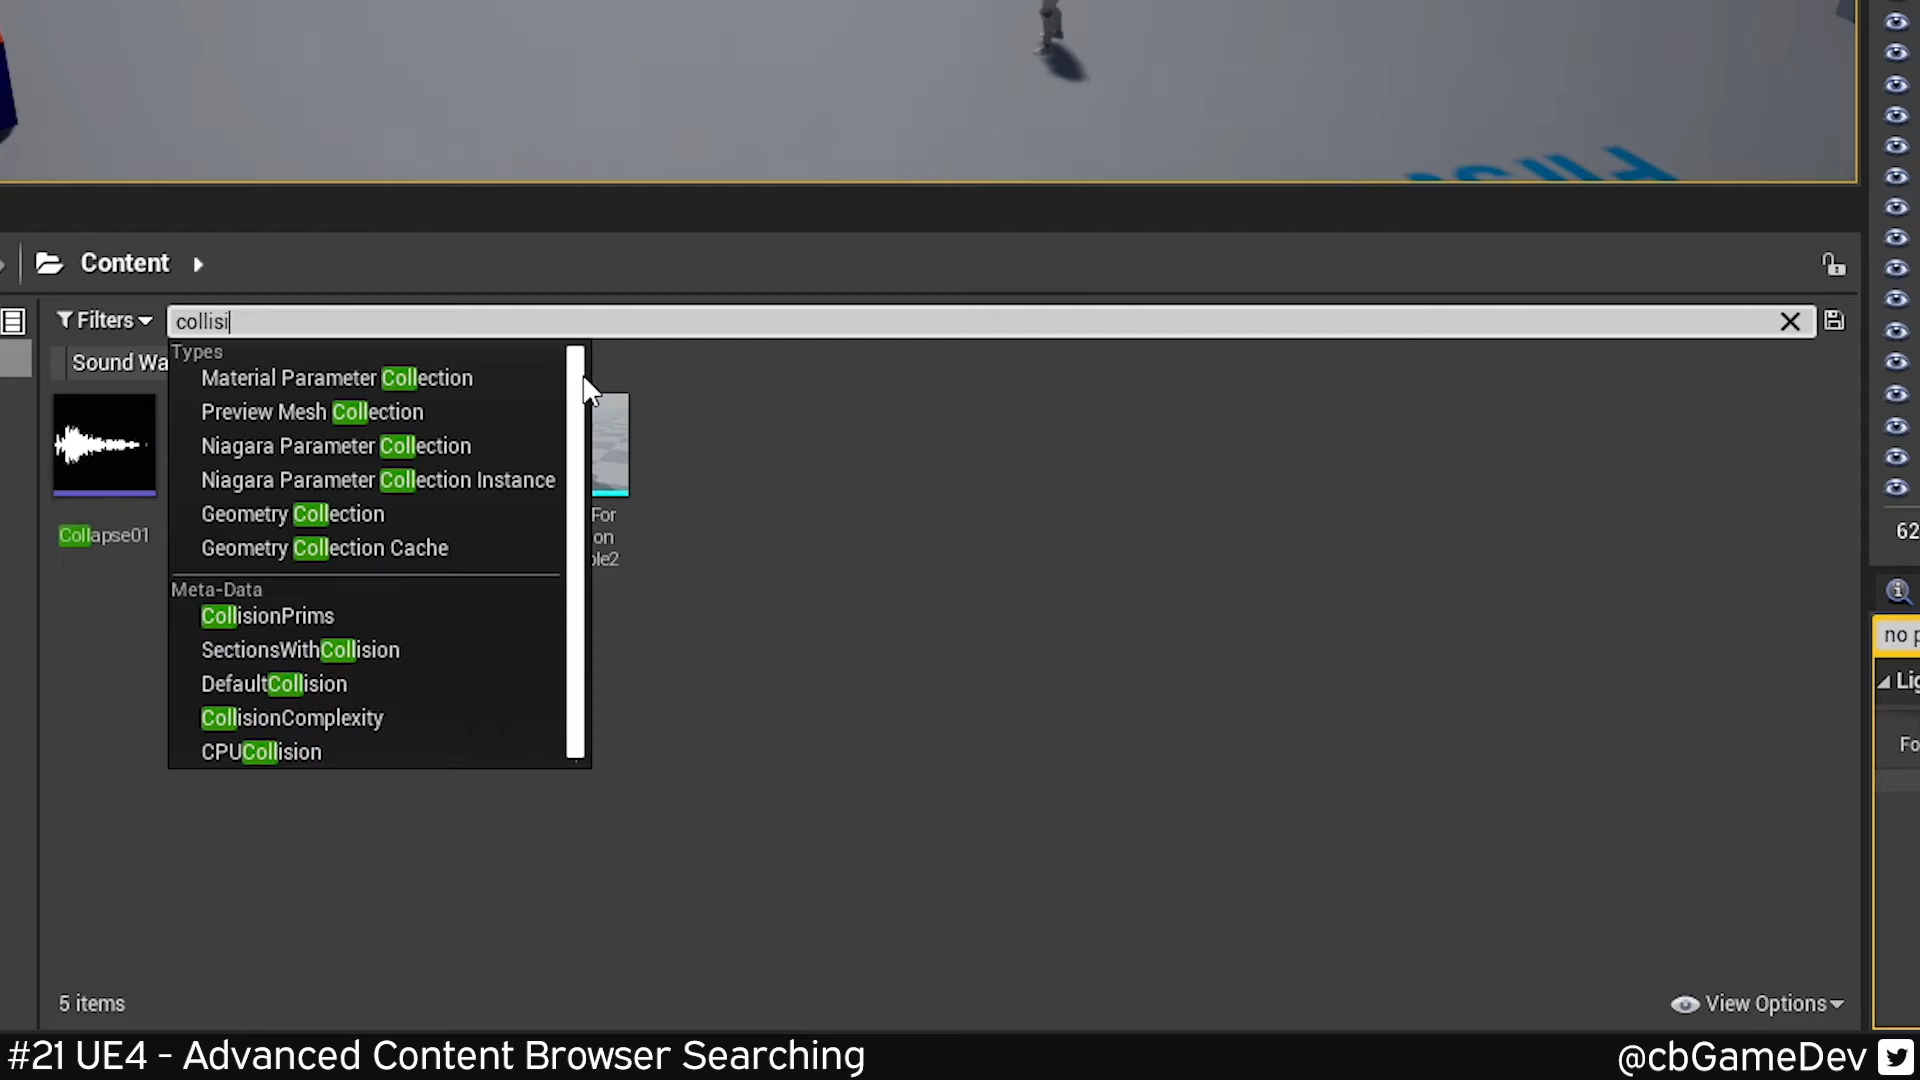 Content
Filters
collisi
Sound Wa
Types
Material Parameter Collection
Preview Mesh Collection
Niagara Parameter Collection
Niagara Parameter Collection Instance
Geometry Collection
Geometry Collection Cache
Meta-Data
CollisionPrims
SectionsWithCollision
DefaultCollision
CollisionComplexity
CPUCollision
Collapse01
For
on
ble2
62
no p
Lig
Fo
5 items
View Options
#21 UE4 - Advanced Content Browser Searching
@cbGameDev